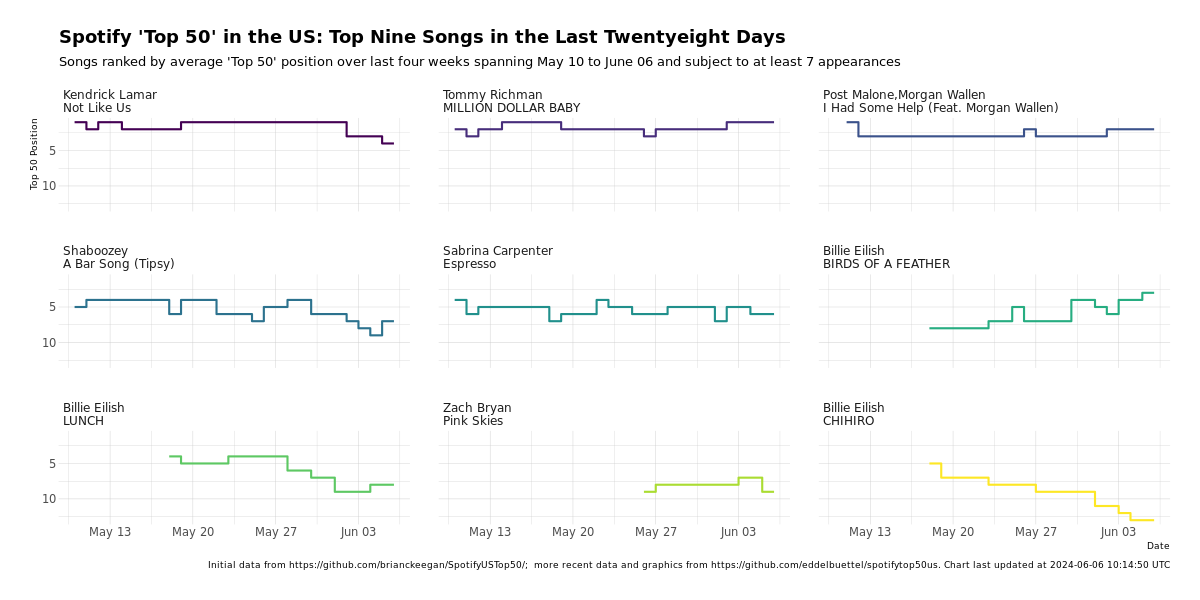 Spotify 'Top 50' in the US: Top Nine Songs in the Last Twentyeight Days
Songs ranked by average 'Top 50' position over last four weeks spanning May 10 to June 06 and subject to at least 7 appearances
Kendrick Lamar
Not Like Us
Tommy Richman
MILLION DOLLAR BABY
Post Malone,Morgan Wallen
I Had Some Help (Feat. Morgan Wallen)
Top 50 Position
5
10
Shaboozey
A Bar Song (Tipsy)
Sabrina Carpenter
Espresso
Billie Eilish
BIRDS OF A FEATHER
5
10
Billie Eilish
LUNCH
Zach Bryan
Pink Skies
Billie Eilish
CHIHIRO
5
10
May 13 May 20 May 27 Jun 03
May 13 May 20 May 27 Jun 03
May 13 May 20 May 27 Jun 03
Date
Initial data from https://github.com/brianckeegan/SpotifyUSTop50/;  more recent data and graphics from https://github.com/eddelbuettel/spotifytop50us. Chart last updated at 2024-06-06 10:14:50 UTC